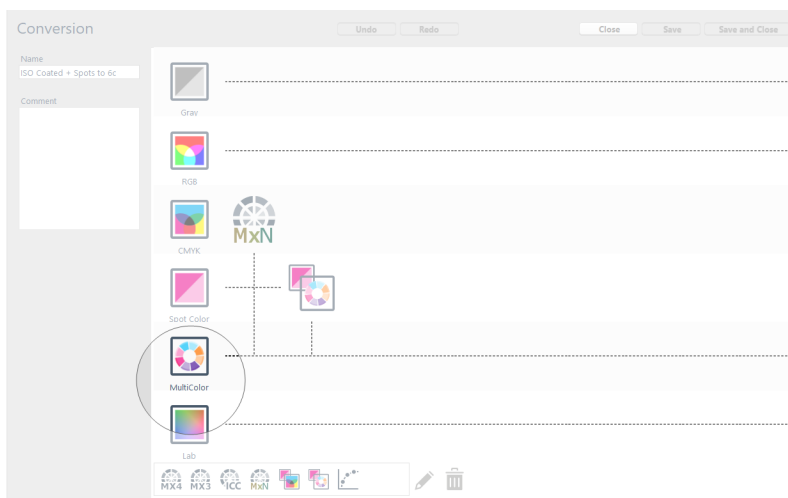 Conversion
Undo
Redo
Close
Save
Save and Close
Name
ISO Coated + Spots to 6c
Comment
Gray
RGB
CMYK
MxN
Spot Color
MultiColor
Lab
MX4
MX3
ICC
MxN